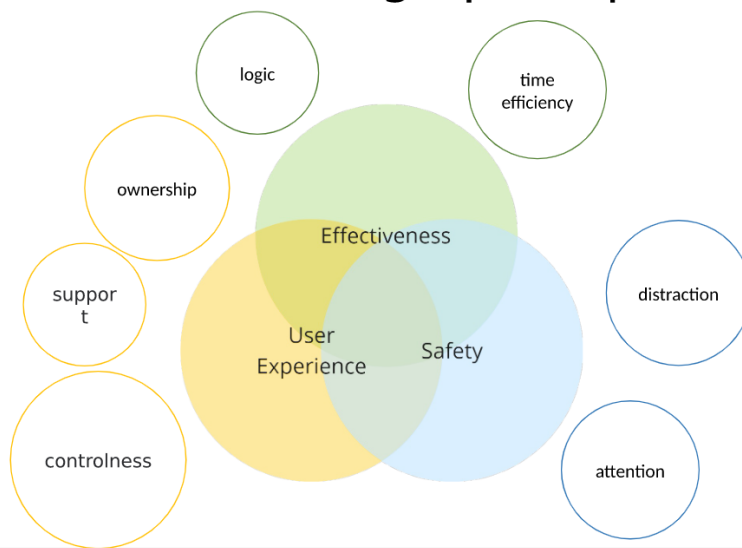 logic
time
efficiency
ownership
Effectiveness
suppor
t
distraction
User
Experience
Safety
controlness
attention